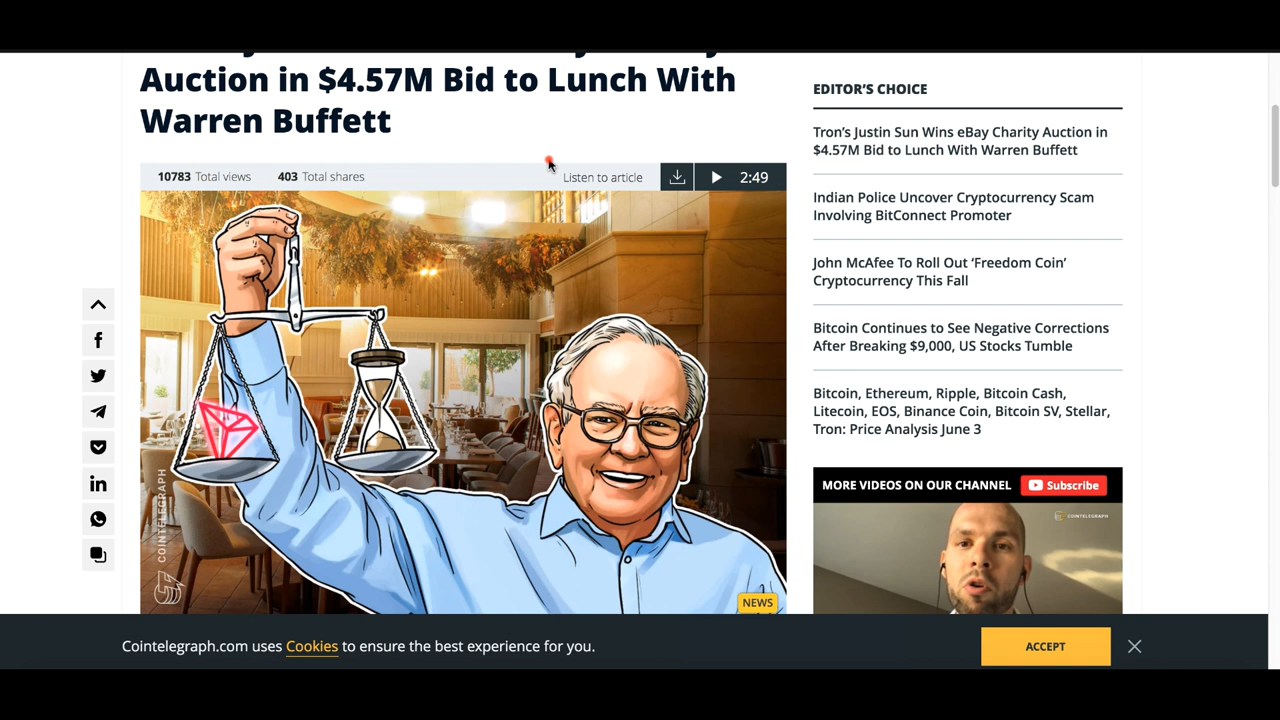 Auction in $4.57M Bid to Lunch With
Warren Buffett
10783 Total views 403 Total shares Listen to article 2:49
COINTELEGRAPH
NEWS
EDITOR'S CHOICE
Tron's Justin Sun Wins eBay Charity Auction in
$4.57M Bid to Lunch With Warren Buffett
Indian Police Uncover Cryptocurrency Scam
Involving BitConnect Promoter
John McAfee To Roll Out ‘Freedom Coin’
Cryptocurrency This Fall
Bitcoin Continues to See Negative Corrections
After Breaking $9,000, US Stocks Tumble
Bitcoin, Ethereum, Ripple, Bitcoin Cash,
Litecoin, EOS, Binance Coin, Bitcoin SV, Stellar,
Tron: Price Analysis June 3
MORE VIDEOS ON OUR CHANNEL Subscribe
COINTELEGRAPH
Cointelegraph.com uses Cookies to ensure the best experience for you.
ACCEPT